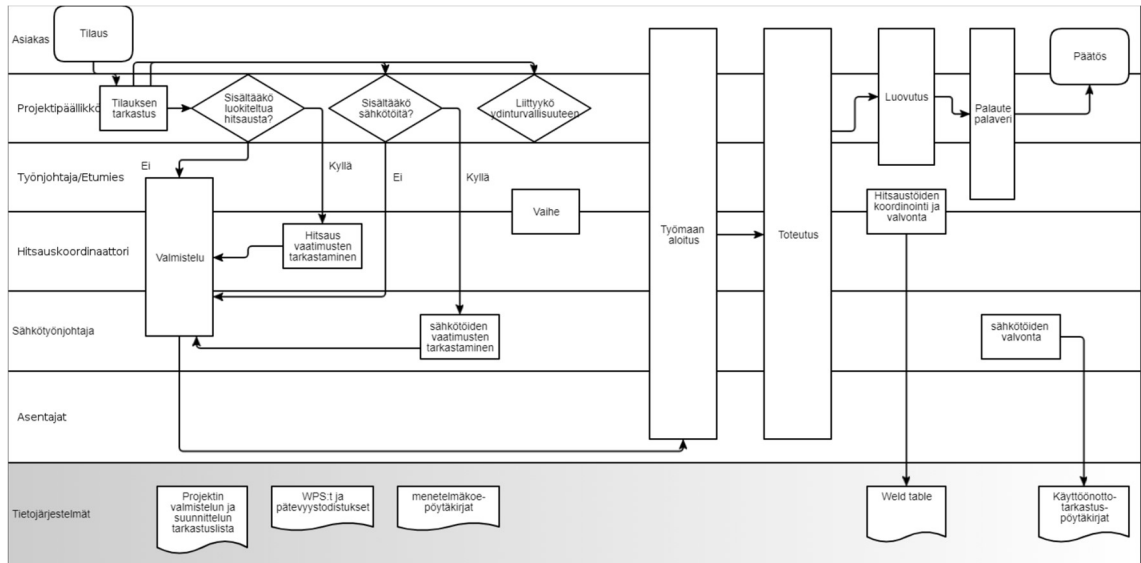 Asiakas
Tilaus
Päätös
Projektipäällikkö
Tilauksen
tarkastus
Sisältääkö
luokiteltua
hitsausta?
Sisältääkö
sähkötöitä?
Liittyykö
ydinturvallisuuteen
Luovutus
Palaute
palaveri
Työnjohtaja/Etumies
Ei
Kyllä
Ei
Kyllä
Vaihe
Hitsaustöiden
koordinointi ja
valvonta
Hitsauskoordinaattori
Valmistelu
Hitsaus
vaatimusten
tarkastaminen
Työmaan
aloitus
Toteutus
Sähkötyönjohtaja
sähkötöiden
vaatimusten
tarkastaminen
sähkötöiden
valvonta
Asentajat
Tietojärjestelmät
Projektin
valmistelun ja
suunnittelun
tarkastuslista
WPS:t ja
pätevyystodistukset
menetelmäkoe-
pöytäkirjat
Weld table
Käyttöönotto-
tarkastus-
pöytäkirjat